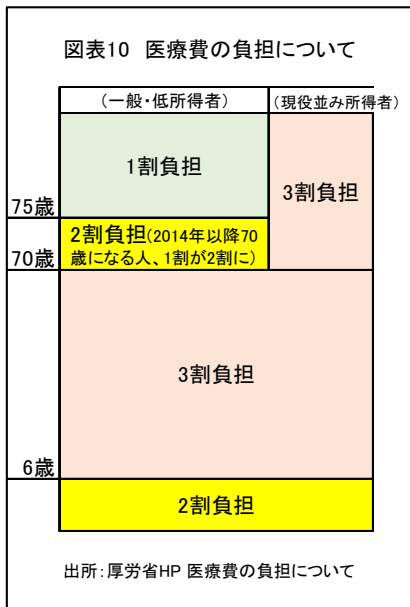 図表10 医療費の負担について
(一般・低所得者)
(現役並み所得者)
1割負担
3割負担
75歳
2割負担(2014年以降70
歳になる人、1割が2割に)
70歳
3割負担
6歳
2割負担
出所:厚労省HP 医療費の負担について